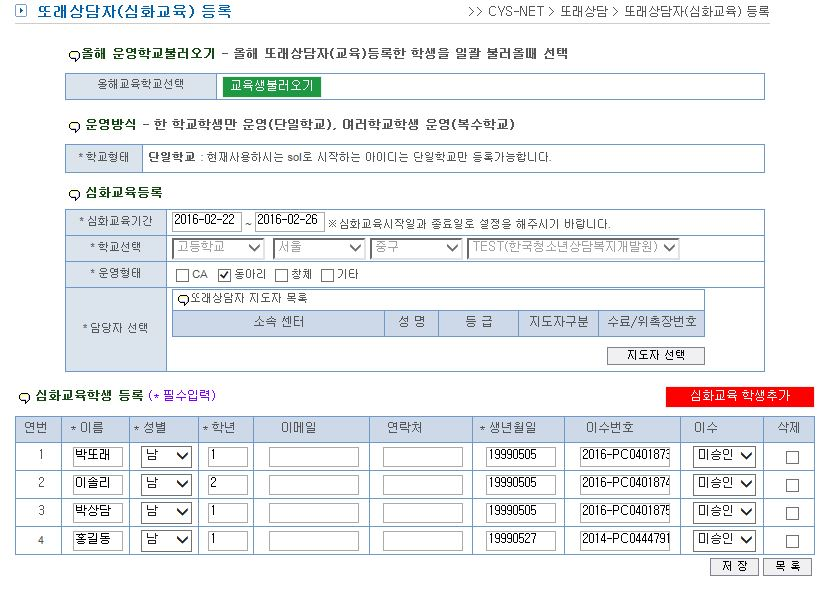 또래상담자(심화교육) 등록
>> CYS-NET > 또래상담 > 또래상담자(심화교육) 등록
올해 운영학교불러오기 - 올해 또래상담자(교육)등록한 학생을 일괄 불러올때 선택
올해교육학교선택 교육생불러오기
운영방식 - 한 학교학생만 운영(단일학교), 여러학교학생 운영(복수학교)
*학교형태 단일학교 : 현재사용하시는 sol로 시작하는 아이디는 단일학교만 등록가능합니다.
심화교육등록
*심화교육기간 2016-02-22 ~ 2016-02-26 ※심화교육시작일과 종료일로 설정을 해주시기 바랍니다.
*학교선택 고등학교 서울 중구 TEST(한국청소년상담복지개발원)
*운영형태 CA 동아리 창체 기타
*담당자 선택
또래상담자 지도자 목록
소속 센터 성 명 등 급 지도자구분 수료/위촉장번호
지도자 선택
심화교육학생 등록 (* 필수입력)
심화교육 학생추가
연번 *이름 *성별 *학년 이메일 연락처 *생년월일 이수번호 이수 삭제
1 박또래 남 1 19990505 2016-PC0401873 미승인
2 이솔리 남 2 19990505 2016-PC0401874 미승인
3 박상담 남 1 19990505 2016-PC0401875 미승인
4 홍길동 남 1 19990527 2014-PC0444791 미승인
저 장 목 록